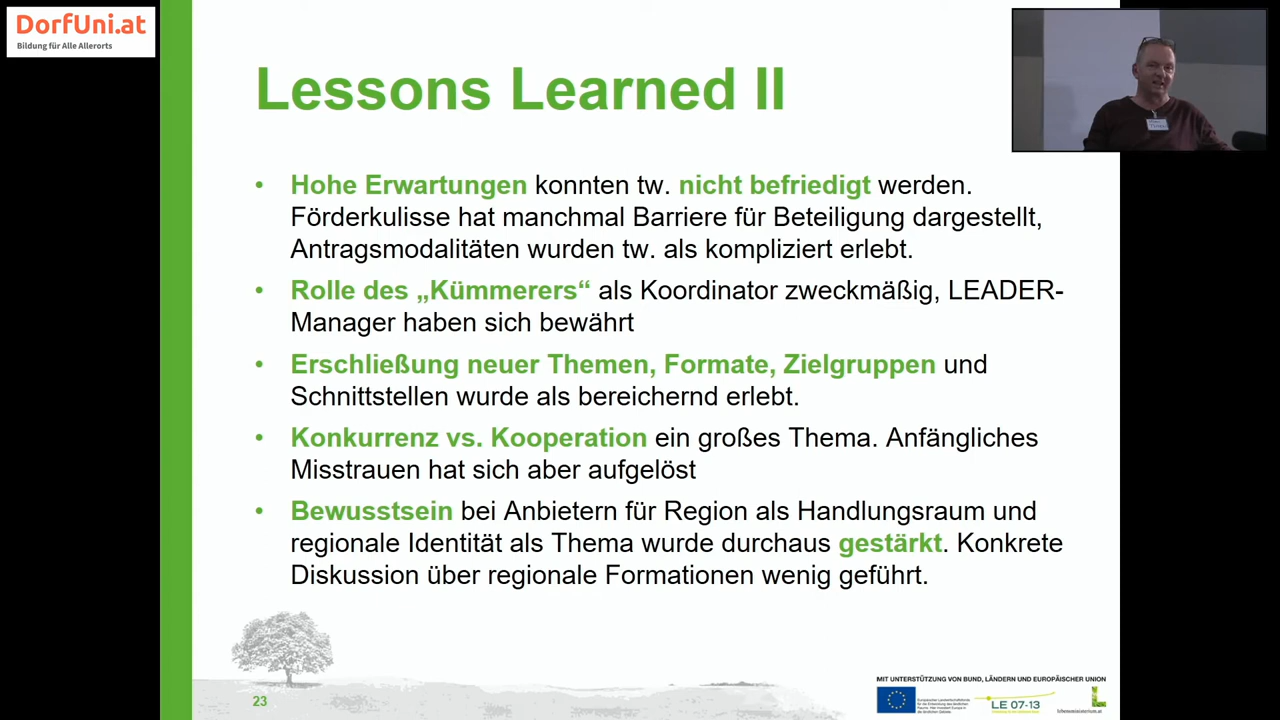 DorfUni.at
Bildung für Alle Allerorts
Lessons Learned II
• Hohe Erwartungen konnten tw. nicht befriedigt werden.
Förderkulisse hat manchmal Barriere für Beteiligung dargestellt,
Antragsmodalitäten wurden tw. als kompliziert erlebt.
• Rolle des „Kümmerers“ als Koordinator zweckmäßig, LEADER-
Manager haben sich bewährt
• Erschließung neuer Themen, Formate, Zielgruppen und
Schnittstellen wurde als bereichernd erlebt.
• Konkurrenz vs. Kooperation ein großes Thema. Anfängliches
Misstrauen hat sich aber aufgelöst
• Bewusstsein bei Anbietern für Region als Handlungsraum und
regionale Identität als Thema wurde durchaus gestärkt. Konkrete
Diskussion über regionale Formationen wenig geführt.
23
MIT UNTERSTÜTZUNG VON BUND, LÄNDERN UND EUROPÄISCHER UNION
LE 07-13
lebensministerium.at